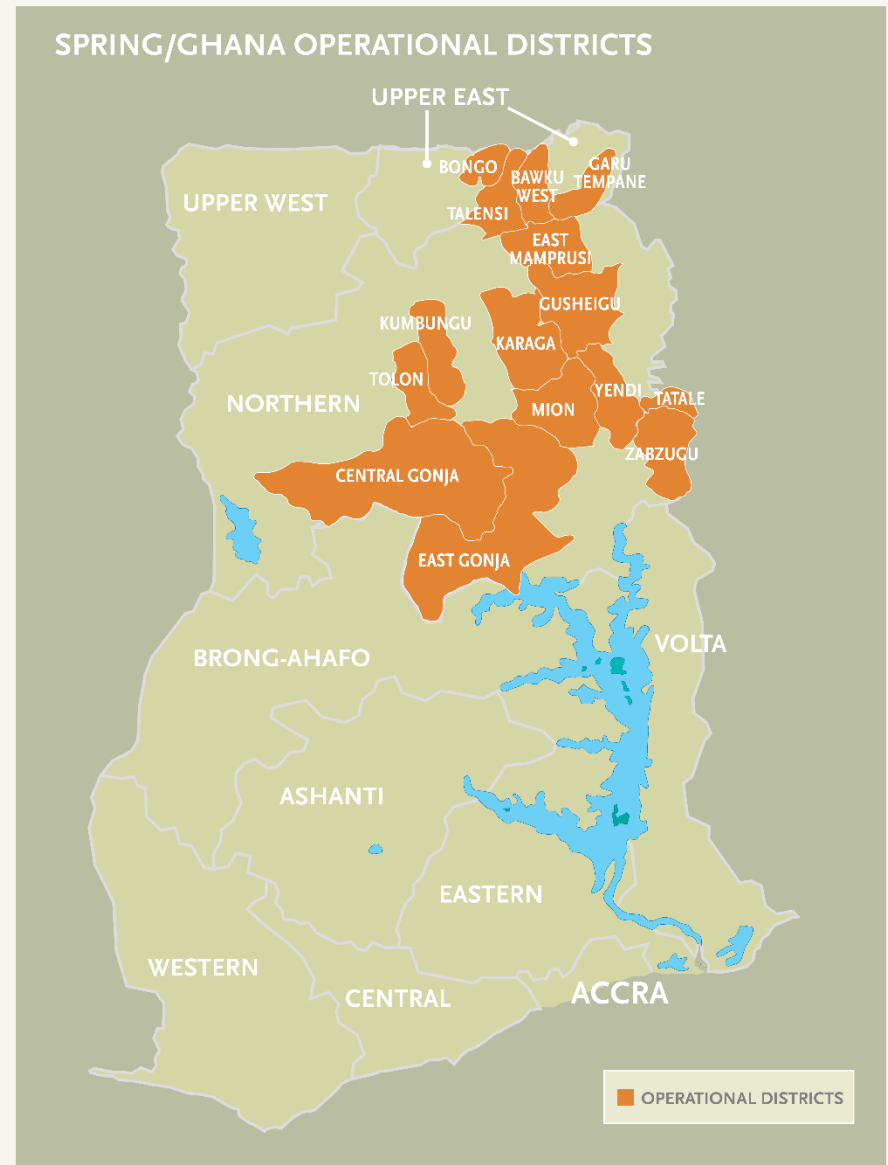 SPRING/GHANA OPERATIONAL DISTRICTS
UPPER EAST
BONGO
GARU
TEMPANE
BAWKU
WEST
UPPER WEST
TALENSI
EAST
MAMPRUSI
GUSHEIGU
KUMBUNGU
KARAGA
TOLON
YENDI
TATALE
NORTHERN
MION
ZABZUGU
CENTRAL GONJA
EAST GONJA
VOLTA
BRONG-AHAFO
ASHANTI
EASTERN
WESTERN
CENTRAL
ACCRA
OPERATIONAL DISTRICTS